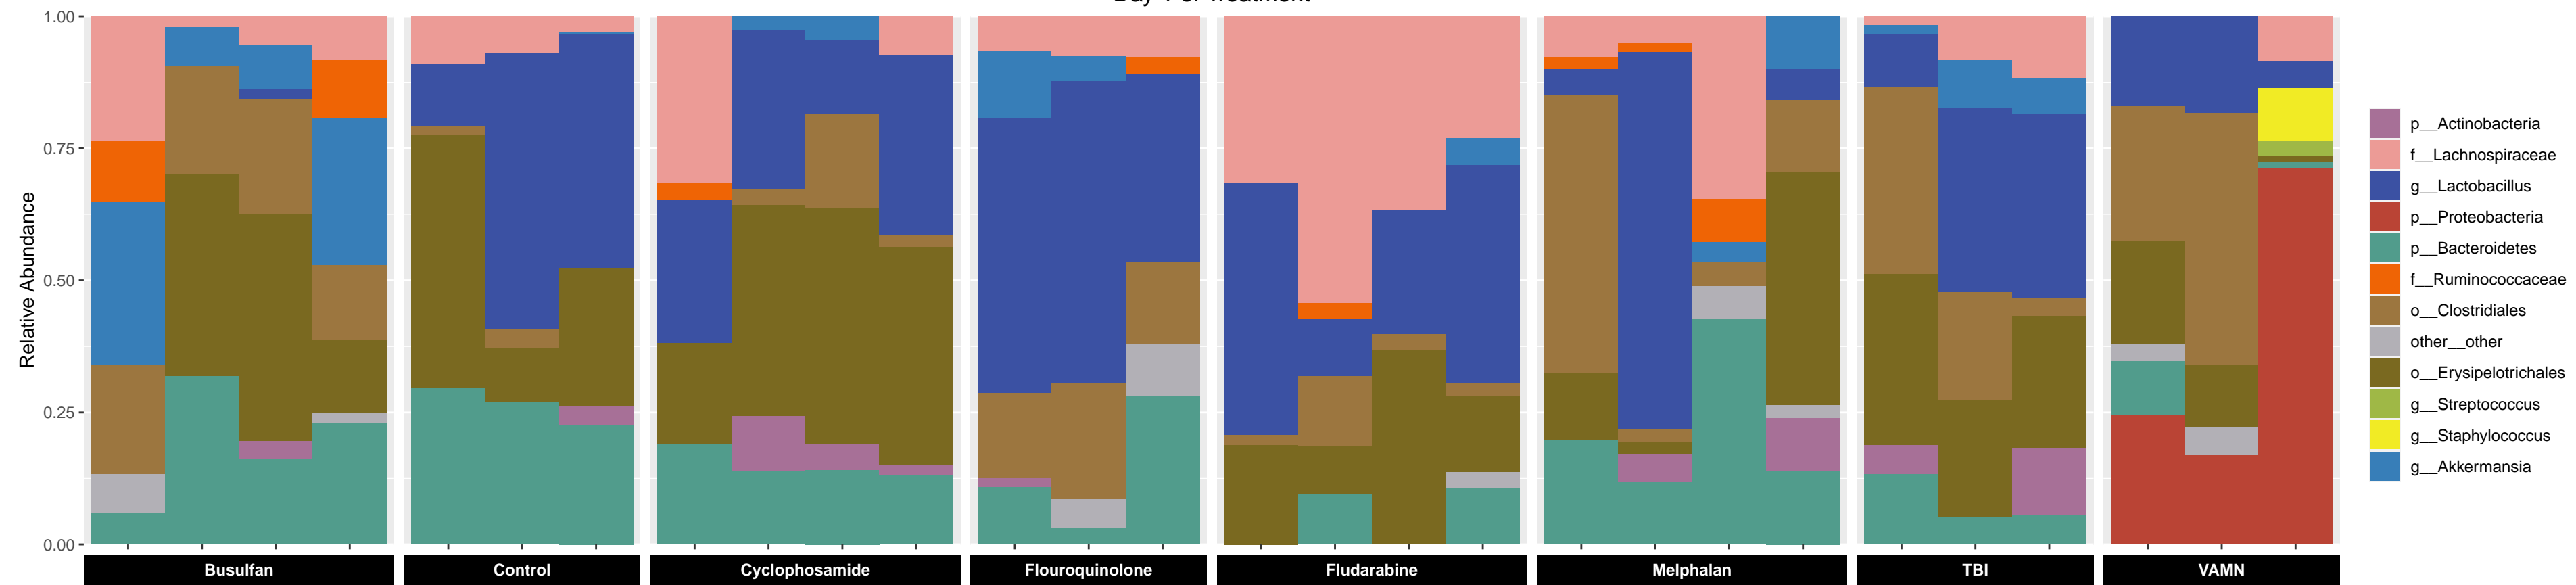 1.00
0.75
0.50
0.25
0.00
Relative Abundance
Busulfan
Control
Cyclophosamide
Flouroquinolone
Fludarabine
Melphalan
TBI
VAMN
p__Actinobacteria
f__Lachnospiraceae
g__Lactobacillus
p__Proteobacteria
p__Bacteroidetes
f__Ruminococcaceae
o__Clostridiales
other__other
o__Erysipelotrichales
g__Streptococcus
g__Staphylococcus
g__Akkermansia